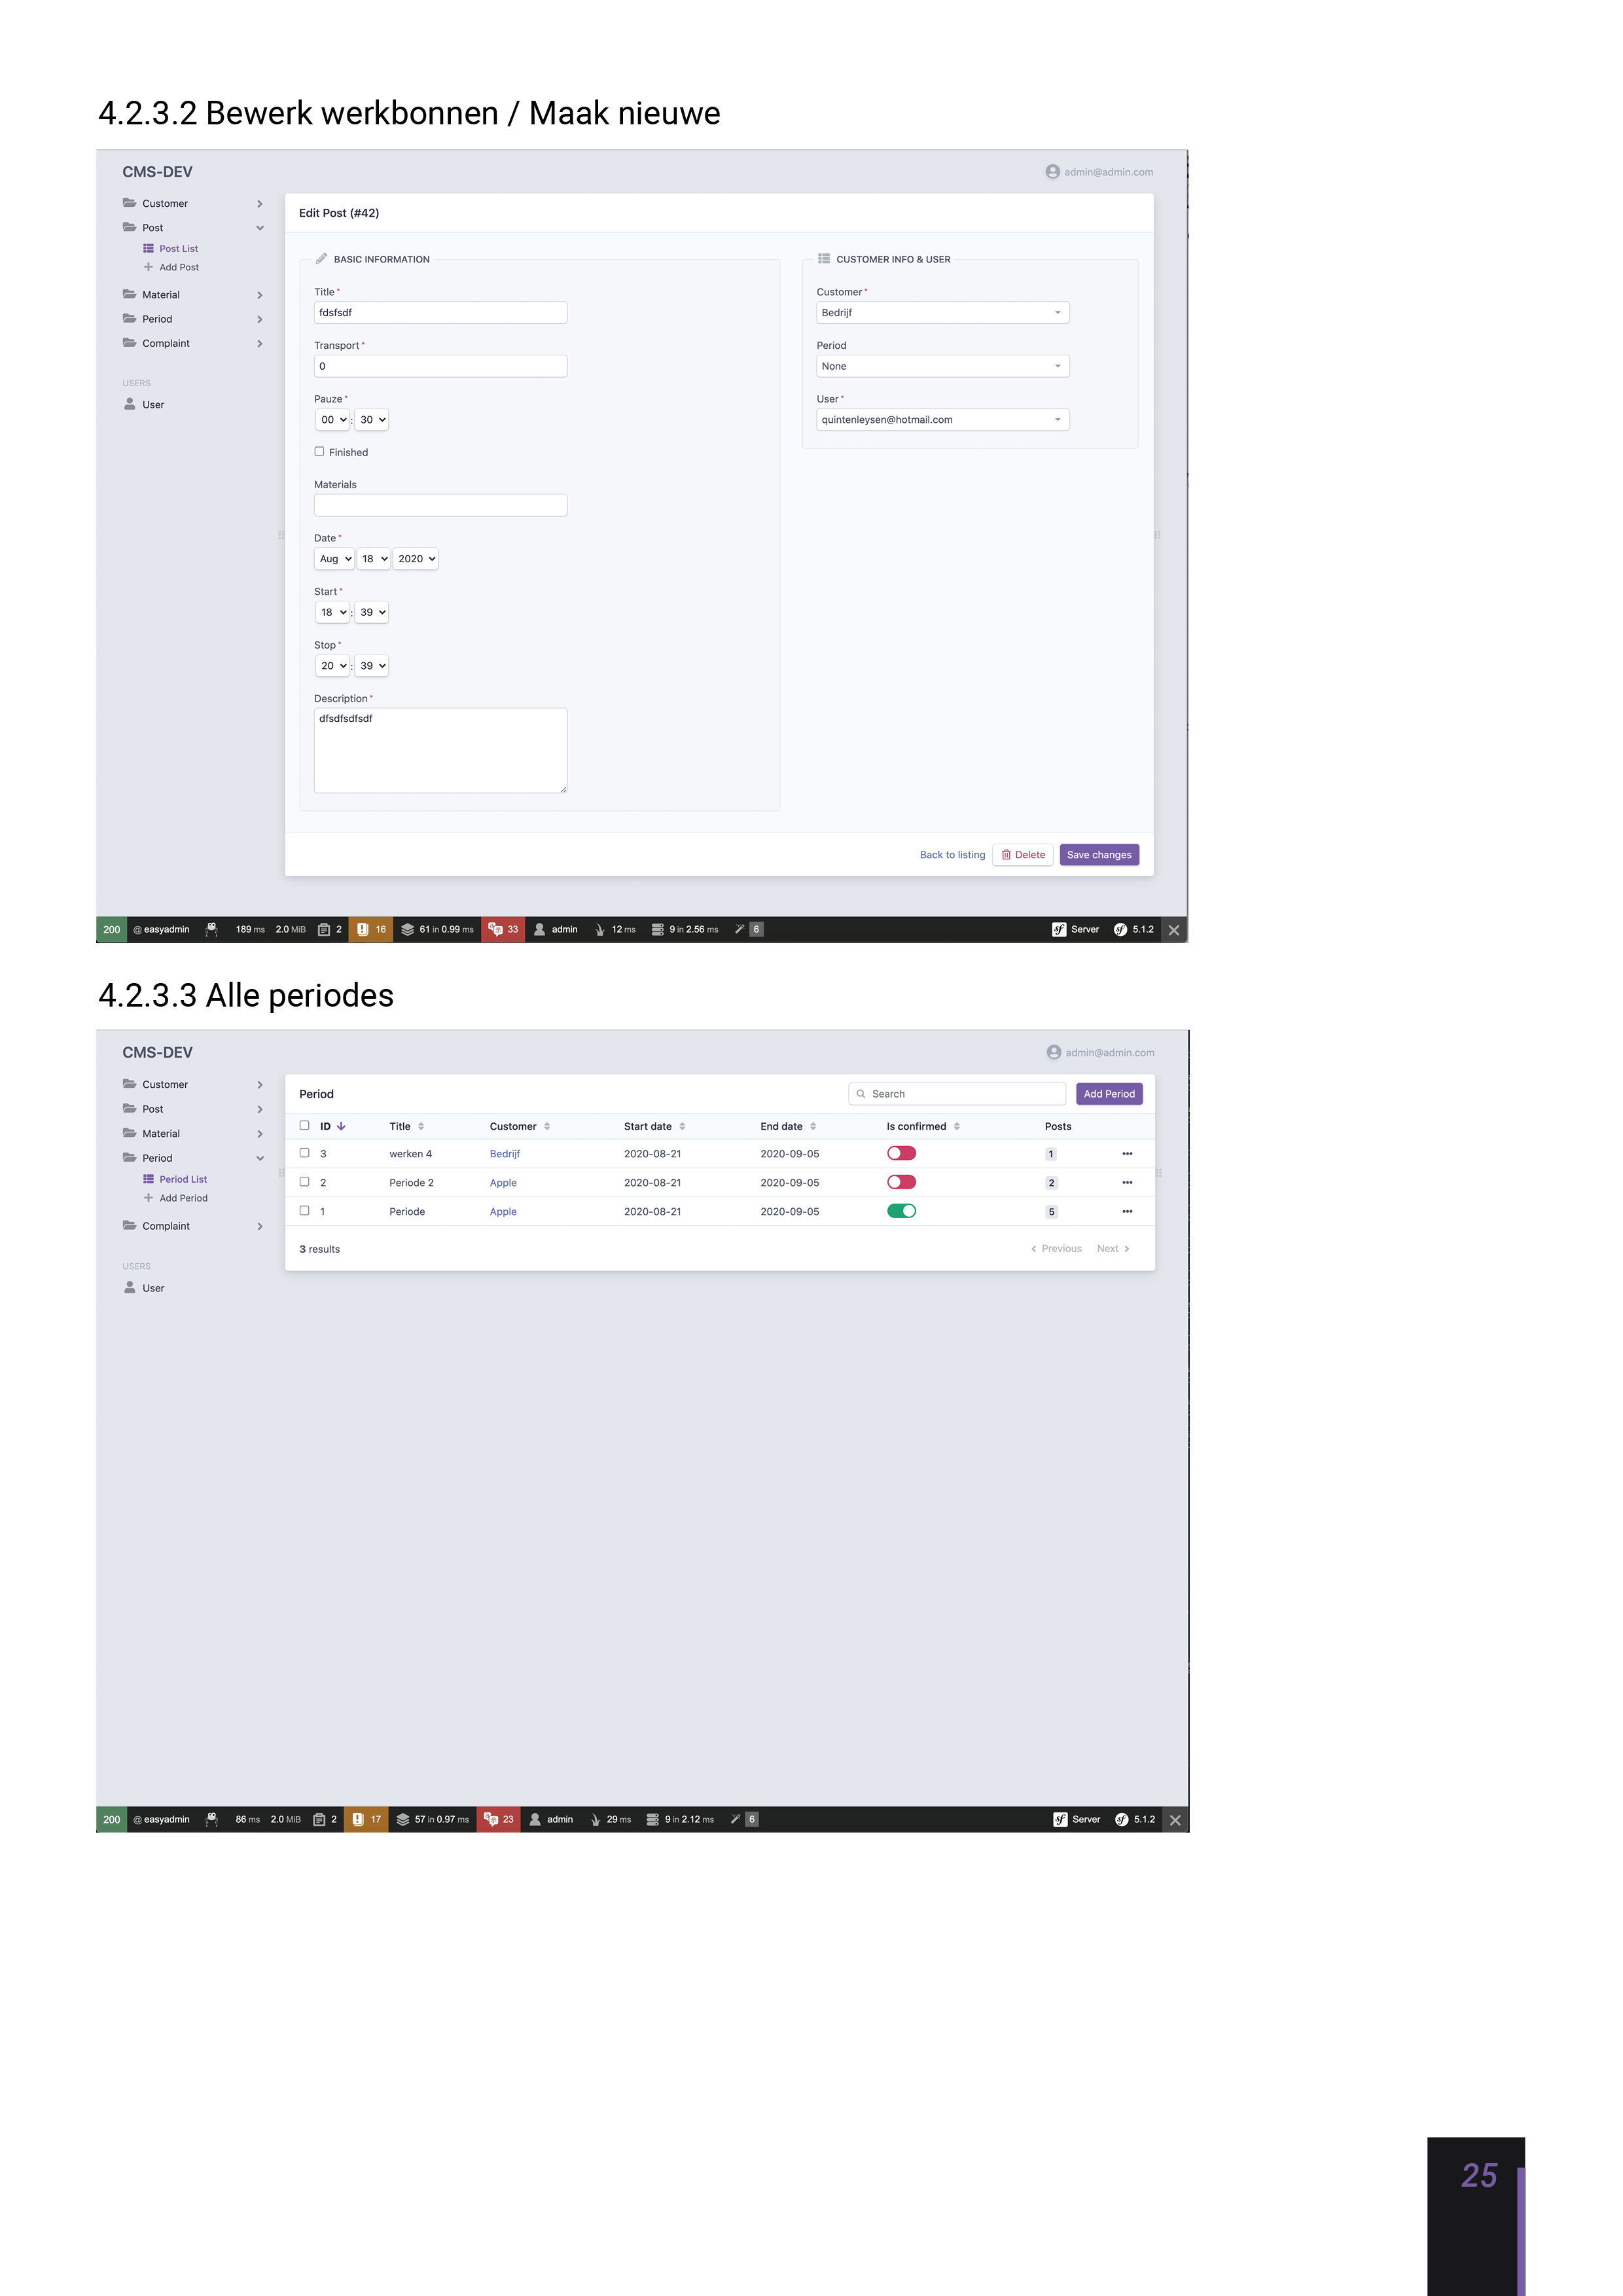 4.2.3.2 Bewerk werkbonnen / Maak nieuwe
CMS-DEV
admin@admin.com
Customer
Post
Post List
Add Post
Material
Period
Complaint
USERS
User
Edit Post (#42)
BASIC INFORMATION
Title *
fdsfsdf
Transport *
0
Pauze *
00 : 30
Finished
Materials
Date *
Aug 18 2020
Start *
18 : 39
Stop *
20 : 39
Description *
dfsdfsdfsdf
CUSTOMER INFO & USER
Customer *
Bedrijf
Period
None
User *
quintenleysen@hotmail.com
Back to listing Delete Save changes
200 @ easyadmin 189 ms 2.0 MiB 2 16 61 in 0.99 ms 33 admin 12 ms 9 in 2.56 ms 6 Server 5.1.2
4.2.3.3 Alle periodes
CMS-DEV
admin@admin.com
Customer
Post
Material
Period
Period List
Add Period
Complaint
USERS
User
Period Search Add Period
ID Title Customer Start date End date Is confirmed Posts
3 werken 4 Bedrijf 2020-08-21 2020-09-05 1
2 Periode 2 Apple 2020-08-21 2020-09-05 2
1 Periode Apple 2020-08-21 2020-09-05 5
3 results Previous Next
200 @ easyadmin 86 ms 2.0 MiB 2 17 57 in 0.97 ms 23 admin 29 ms 9 in 2.12 ms 6 Server 5.1.2
25